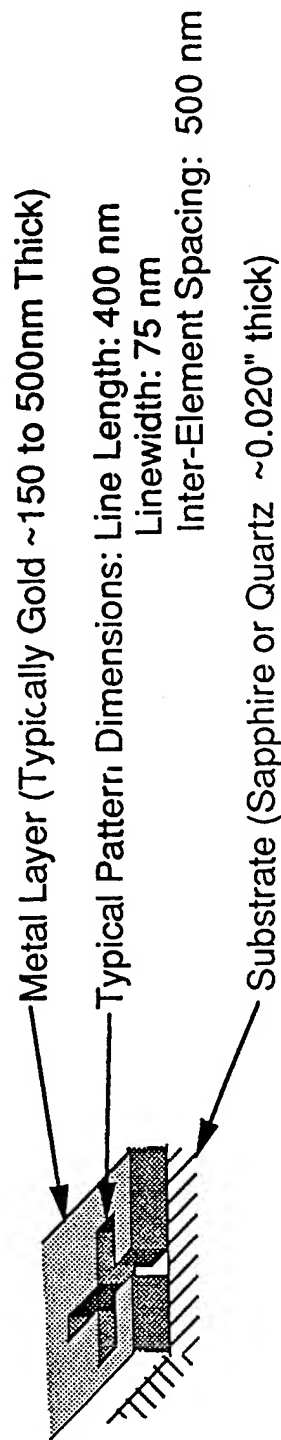 Metal Layer (Typically Gold ~150 to 500nm Thick)
Typical Pattern Dimensions: Line Length: 400 nm
Linewidth: 75 nm
Inter-Element Spacing: 500 nm
Substrate (Sapphire or Quartz ~0.020" thick)